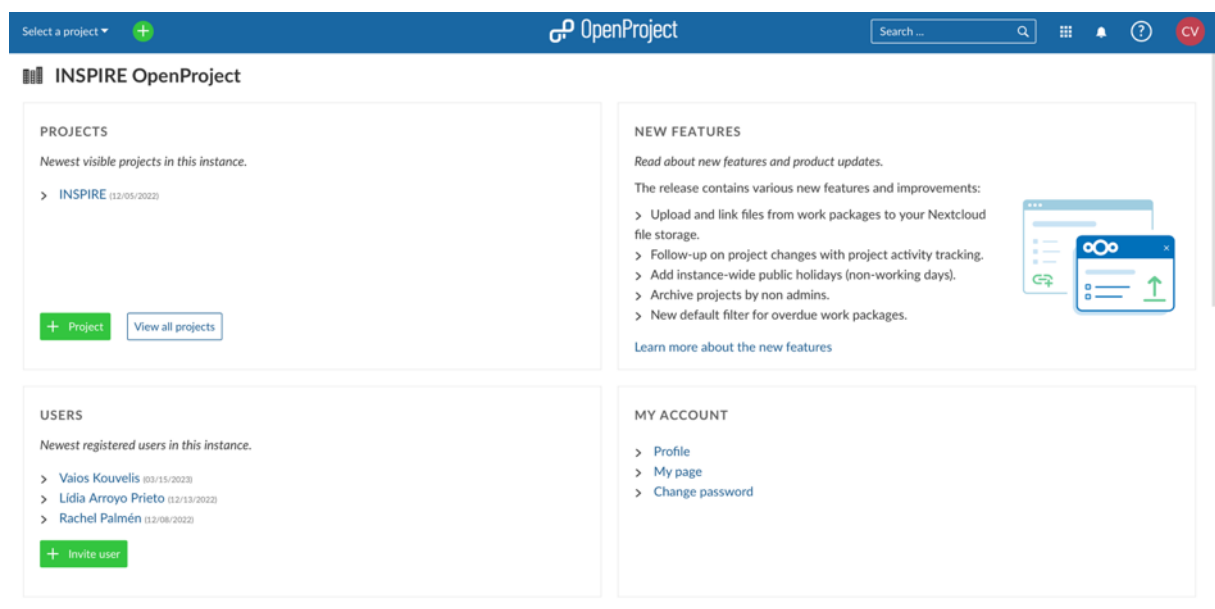 Select a project
OpenProject
Search ...
?
CV
INSPIRE OpenProject
PROJECTS
Newest visible projects in this instance.
INSPIRE (12/05/2022)
+ Project
View all projects
NEW FEATURES
Read about new features and product updates.
The release contains various new features and improvements:
Upload and link files from work packages to your Nextcloud
file storage.
Follow-up on project changes with project activity tracking.
Add instance-wide public holidays (non-working days).
Archive projects by non admins.
New default filter for overdue work packages.
Learn more about the new features
USERS
Newest registered users in this instance.
Vaios Kouvelis (03/15/2023)
Lídia Arroyo Prieto (12/13/2022)
Rachel Palmén (12/08/2022)
+ Invite user
MY ACCOUNT
Profile
My page
Change password